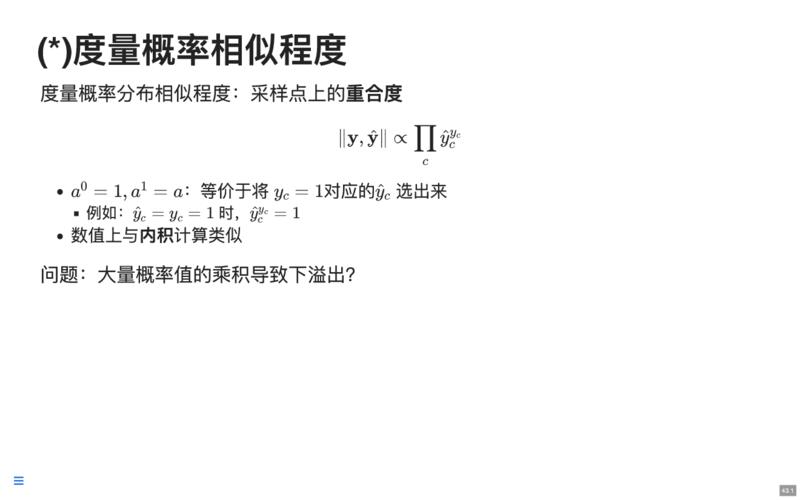 (*)度量概率相似程度
度量概率分布相似程度：采样点上的重合度
$\|\mathbf{y}, \hat{\mathbf{y}}\| \propto \prod_{c} \hat{y}_c^{y_c}$
• $a^0 = 1, a^1 = a$：等价于将 $y_c = 1$对应的$\hat{y}_c$ 选出来
▪ 例如：$\hat{y}_c = y_c = 1$ 时，$\hat{y}_c^{y_c} = 1$
• 数值上与内积计算类似
问题：大量概率值的乘积导致下溢出?
43.1